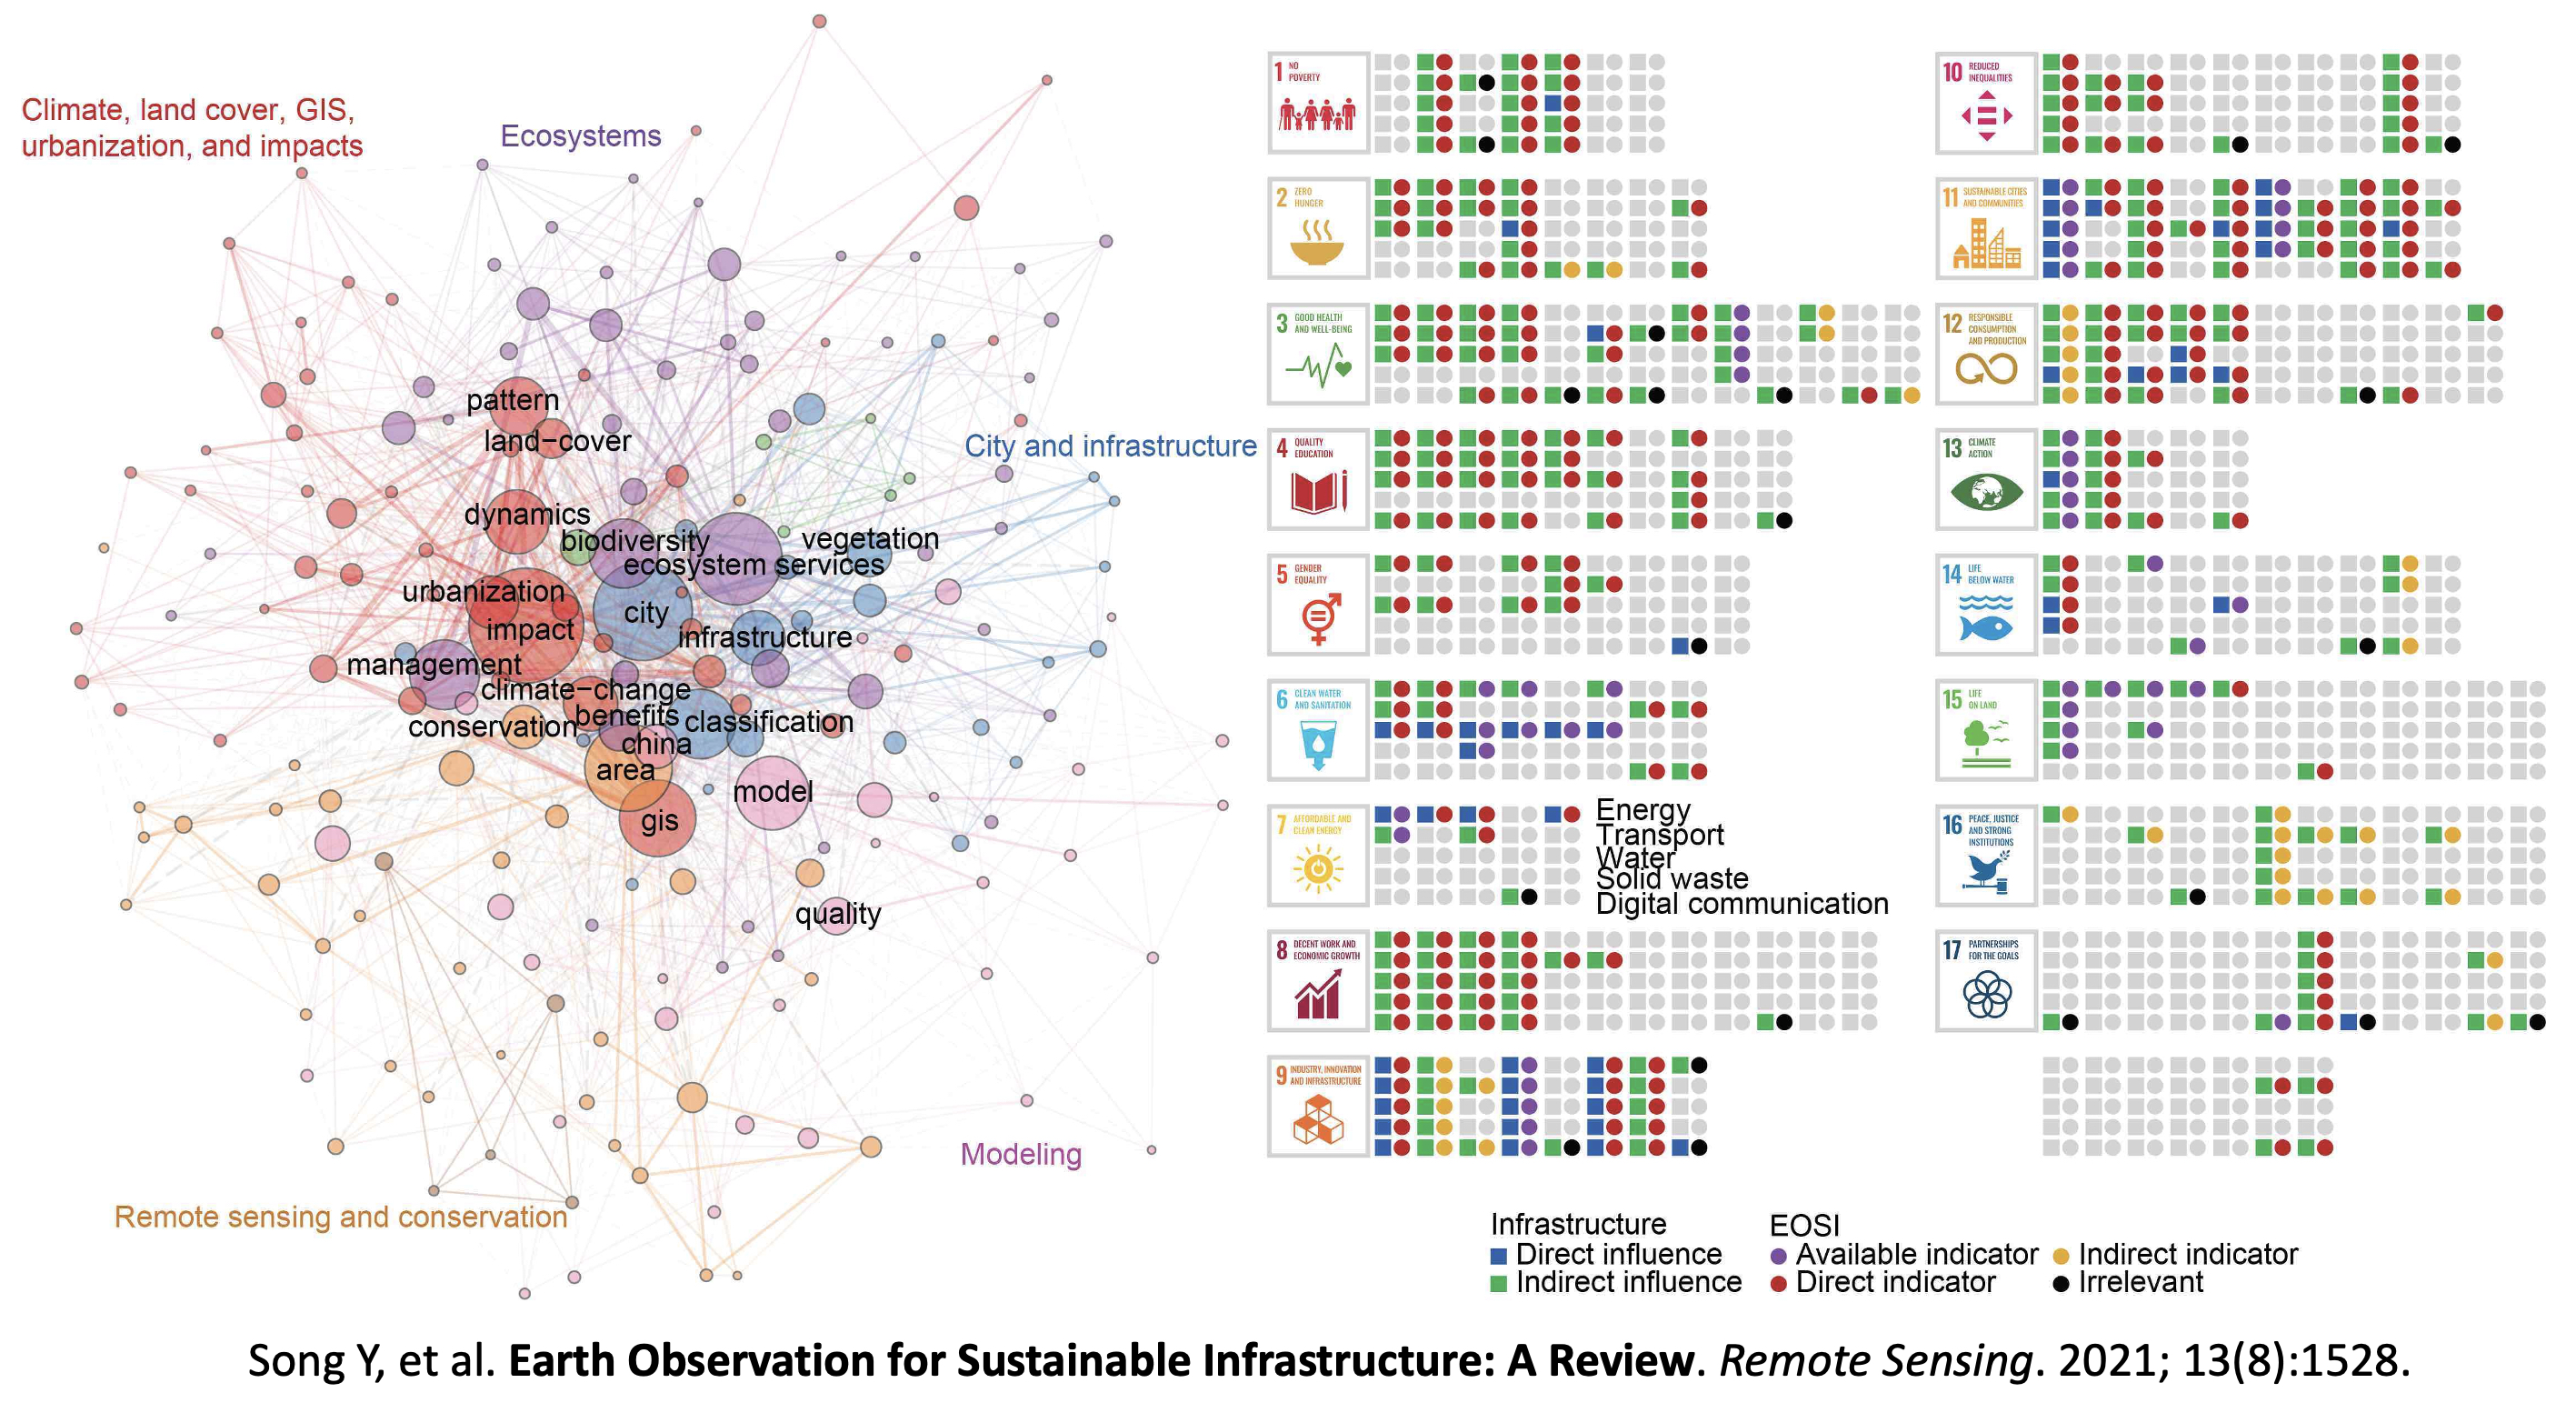 Climate, land cover, GIS,
urbanization, and impacts
Ecosystems
City and infrastructure
pattern
land-cover
dynamics
biodiversity
vegetation
ecosystem services
urbanization
city
impact
infrastructure
management
climate-change
benefits
classification
conservation
china
area
model
gis
quality
Modeling
Remote sensing and conservation
1 NO
POVERTY
2 ZERO
HUNGER
3 GOOD HEALTH
AND WELL-BEING
4 QUALITY
EDUCATION
5 GENDER
EQUALITY
6 CLEAN WATER
AND SANITATION
7 AFFORDABLE AND
CLEAN ENERGY
Energy
Transport
Water
Solid waste
Digital communication
8 DECENT WORK AND
ECONOMIC GROWTH
9 INDUSTRY, INNOVATION
AND INFRASTRUCTURE
10 REDUCED
INEQUALITIES
11 SUSTAINABLE CITIES
AND COMMUNITIES
12 RESPONSIBLE
CONSUMPTION
AND PRODUCTION
13 CLIMATE
ACTION
14 LIFE
BELOW WATER
15 LIFE
ON LAND
16 PEACE, JUSTICE
AND STRONG
INSTITUTIONS
17 PARTNERSHIPS
FOR THE GOALS
Infrastructure
Direct influence
Indirect influence
EOSI
Available indicator
Direct indicator
Indirect indicator
Irrelevant
Song Y, et al. Earth Observation for Sustainable Infrastructure: A Review. Remote Sensing. 2021; 13(8):1528.